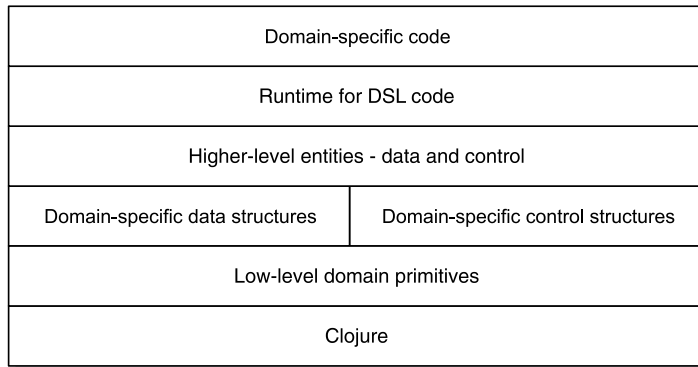 Domain-specific code
Runtime for DSL code
Higher-level entities - data and control
Domain-specific data structures
Domain-specific control structures
Low-level domain primitives
Clojure